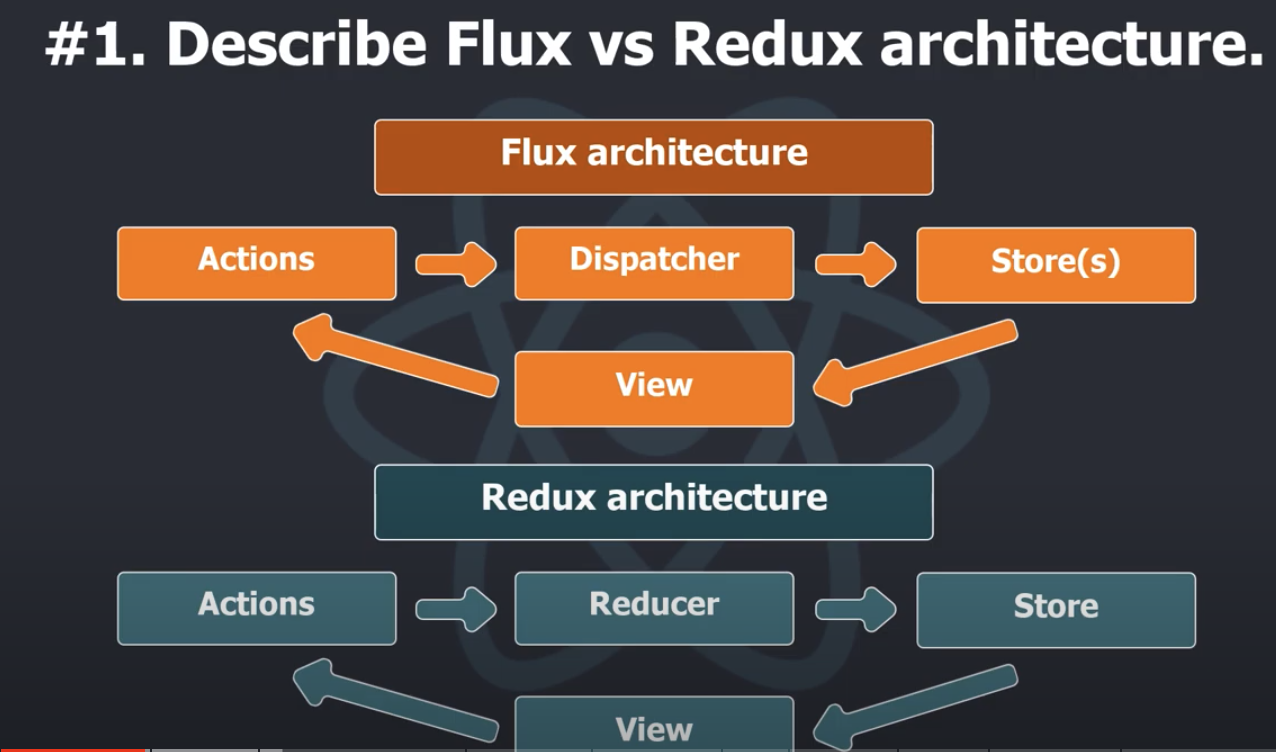 #1. Describe Flux vs Redux architecture.
Flux architecture
Actions
Dispatcher
Store(s)
View
Redux architecture
Actions
Reducer
Store
View